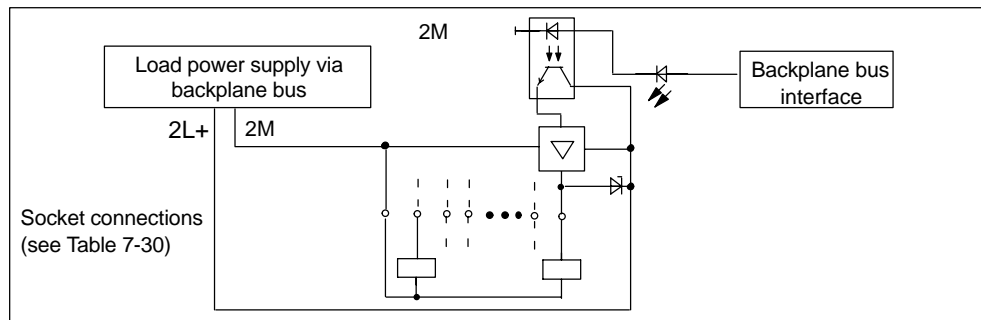 2M
Load power supply via
backplane bus
Backplane bus
interface
2L+
2M
Socket connections
(see Table 7-30)